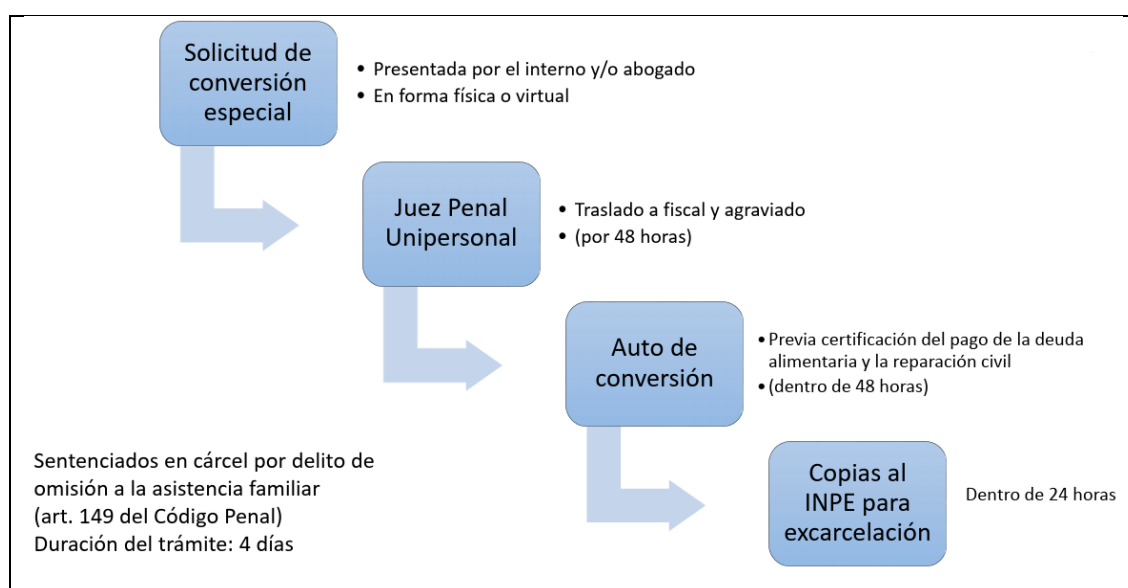 Solicitud de
conversión
especial
• Presentada por el interno y/o abogado
• En forma física o virtual
Juez Penal
Unipersonal
• Traslado a fiscal y agraviado
• (por 48 horas)
Auto de
conversión
• Previa certificación del pago de la deuda
alimentaria y la reparación civil
• (dentro de 48 horas)
Copias al
INPE para
excarcelación
Dentro de 24 horas
Sentenciados en cárcel por delito de
omisión a la asistencia familiar
(art. 149 del Código Penal)
Duración del trámite: 4 días